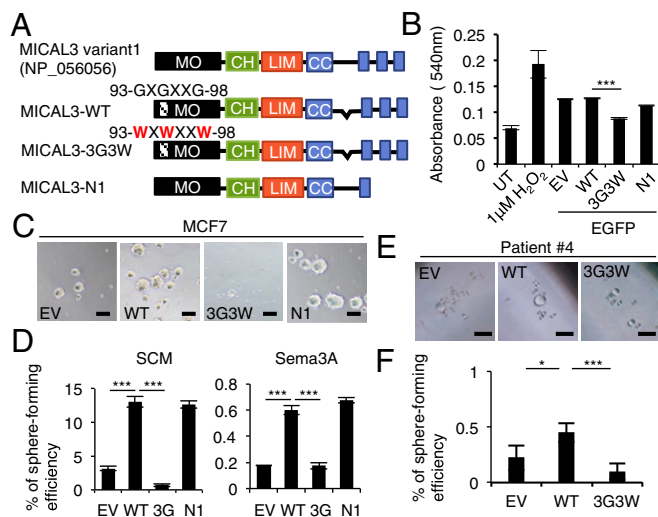 A
MICAL3 variant1
(NP_056056)
MO CH LIM CC
93-GXGXXG-98
MICAL3-WT
MO CH LIM CC
93-WXWXXW-98
MICAL3-3G3W
MO CH LIM CC
MICAL3-N1
MO CH LIM CC
B
Absorbance ( 540nm)
0.25
0.2
0.15
0.1
0.05
0
***
UT
1µM H2O2
EV
WT
3G3W
N1
EGFP
C
MCF7
EV
WT
3G3W
N1
D
SCM
% of sphere-forming
efficiency
15
10
5
0
*** ***
EV WT 3G N1
Sema3A
0.8
0.6
0.4
0.2
0
*** ***
EV WT 3G N1
E
Patient #4
EV
WT
3G3W
F
% of sphere-forming
efficiency
1
0.5
0
* ***
EV WT 3G3W